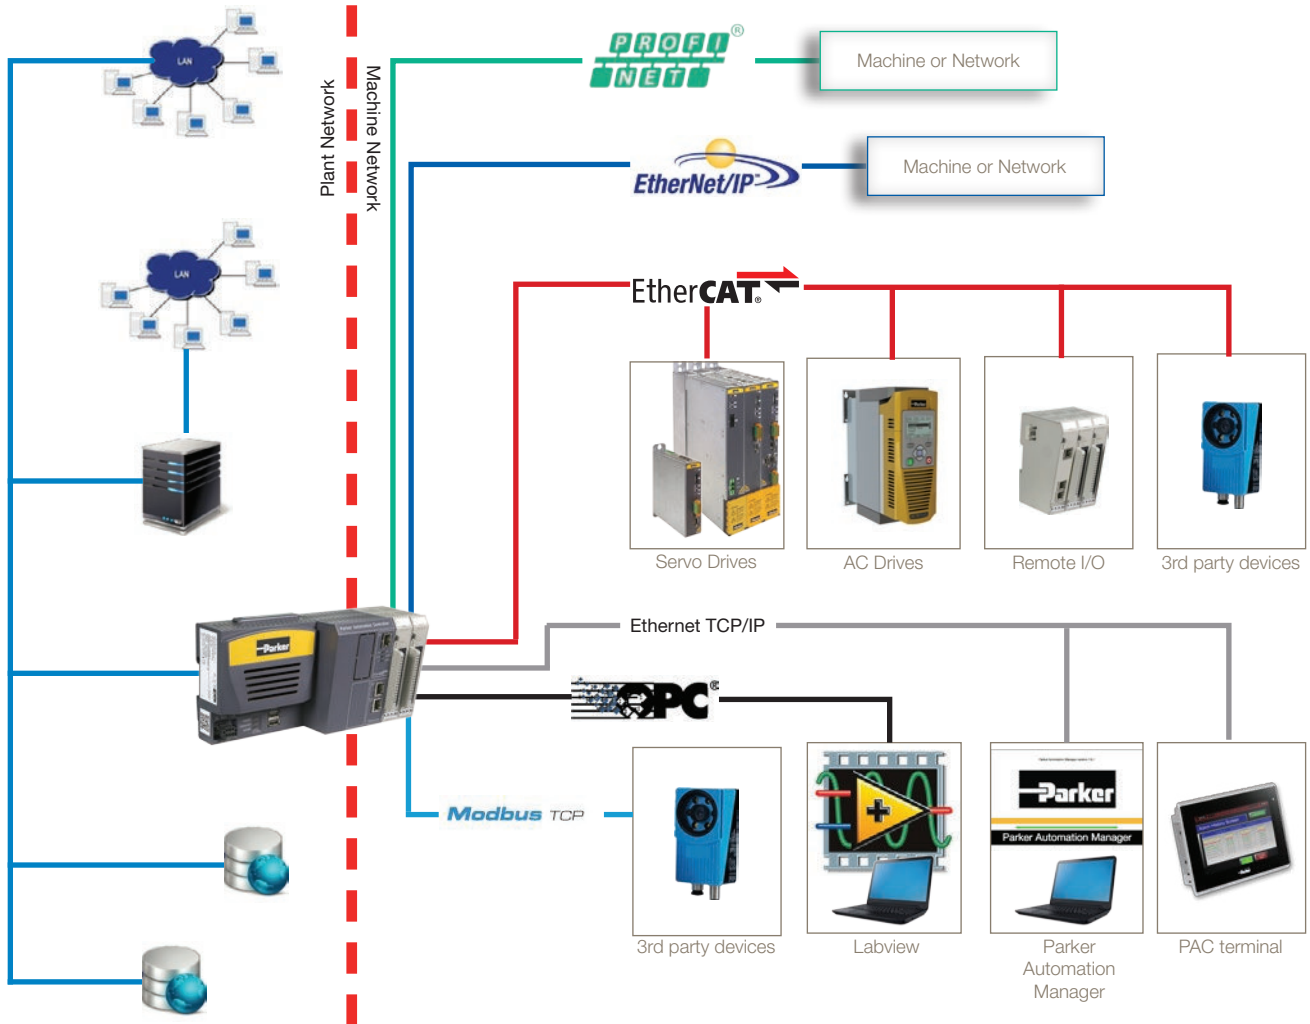 PROFI
NET®
Machine or Network
LAN
Plant Network
Machine Network
EtherNet/IP™
Machine or Network
LAN
EtherCAT®
Parker
Servo Drives
AC Drives
Remote I/O
3rd party devices
Ethernet TCP/IP
Parker
OPC®
Modbus TCP
Parker
Parker Automation Manager
3rd party devices
Labview
Parker
Automation
Manager
PAC terminal